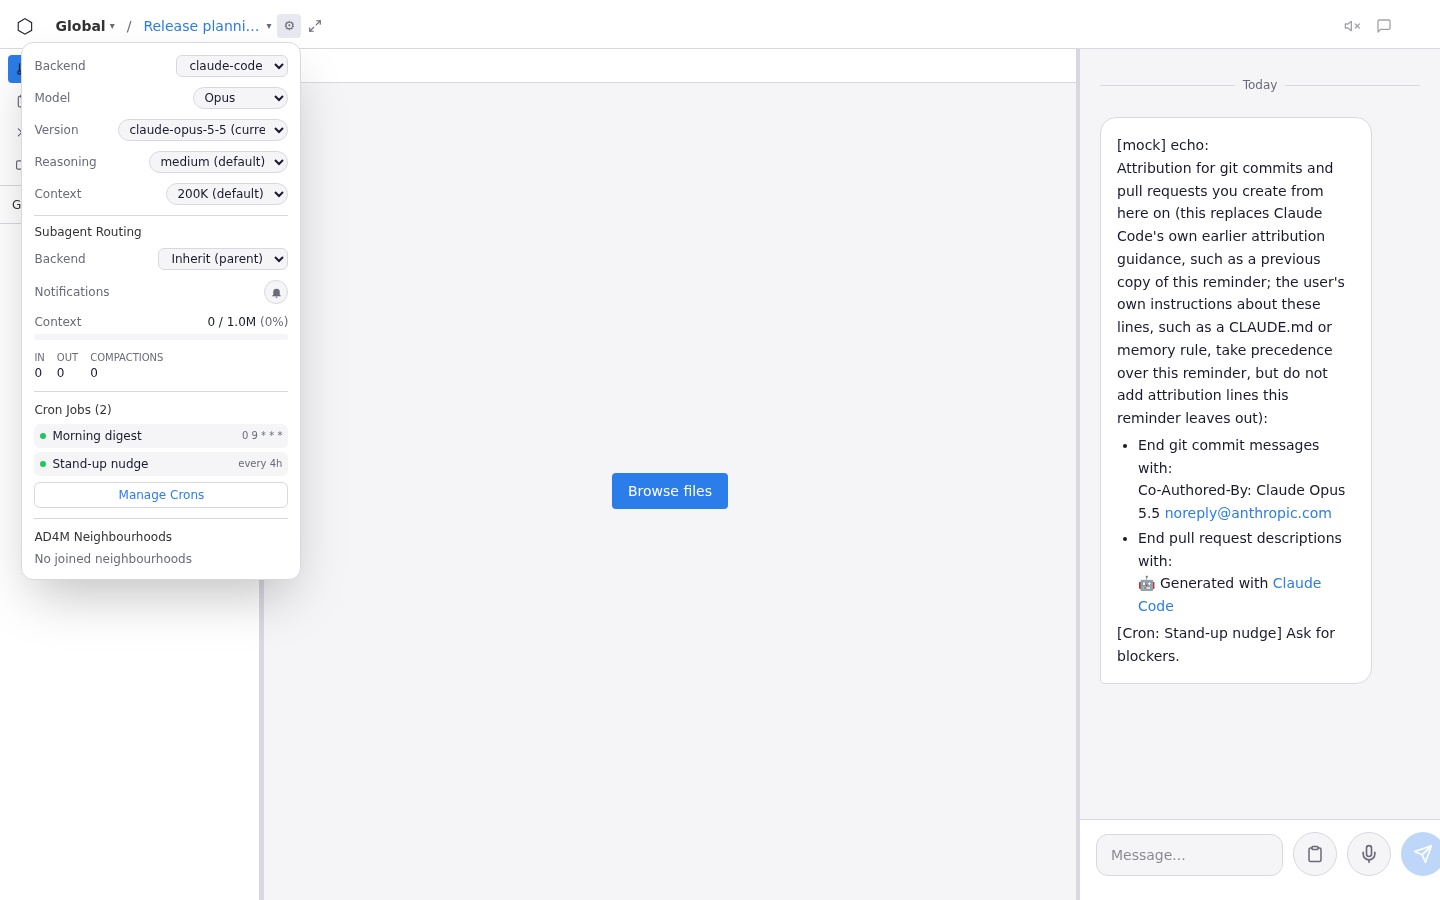 Global / Release planni...
Backend claude-code
Model Opus
Version claude-opus-5-5 (curre
Reasoning medium (default)
Context 200K (default)
Subagent Routing
Backend Inherit (parent)
Notifications
Context 0 / 1.0M (0%)
IN OUT COMPACTIONS
0 0 0
Cron Jobs (2)
Morning digest 0 9 * * *
Stand-up nudge every 4h
Manage Crons
AD4M Neighbourhoods
No joined neighbourhoods
G
Browse files
Today
[mock] echo:
Attribution for git commits and
pull requests you create from
here on (this replaces Claude
Code's own earlier attribution
guidance, such as a previous
copy of this reminder; the user's
own instructions about these
lines, such as a CLAUDE.md or
memory rule, take precedence
over this reminder, but do not
add attribution lines this
reminder leaves out):
• End git commit messages
with:
Co-Authored-By: Claude Opus
5.5 noreply@anthropic.com
• End pull request descriptions
with:
🤖 Generated with Claude
Code
[Cron: Stand-up nudge] Ask for
blockers.
Message...